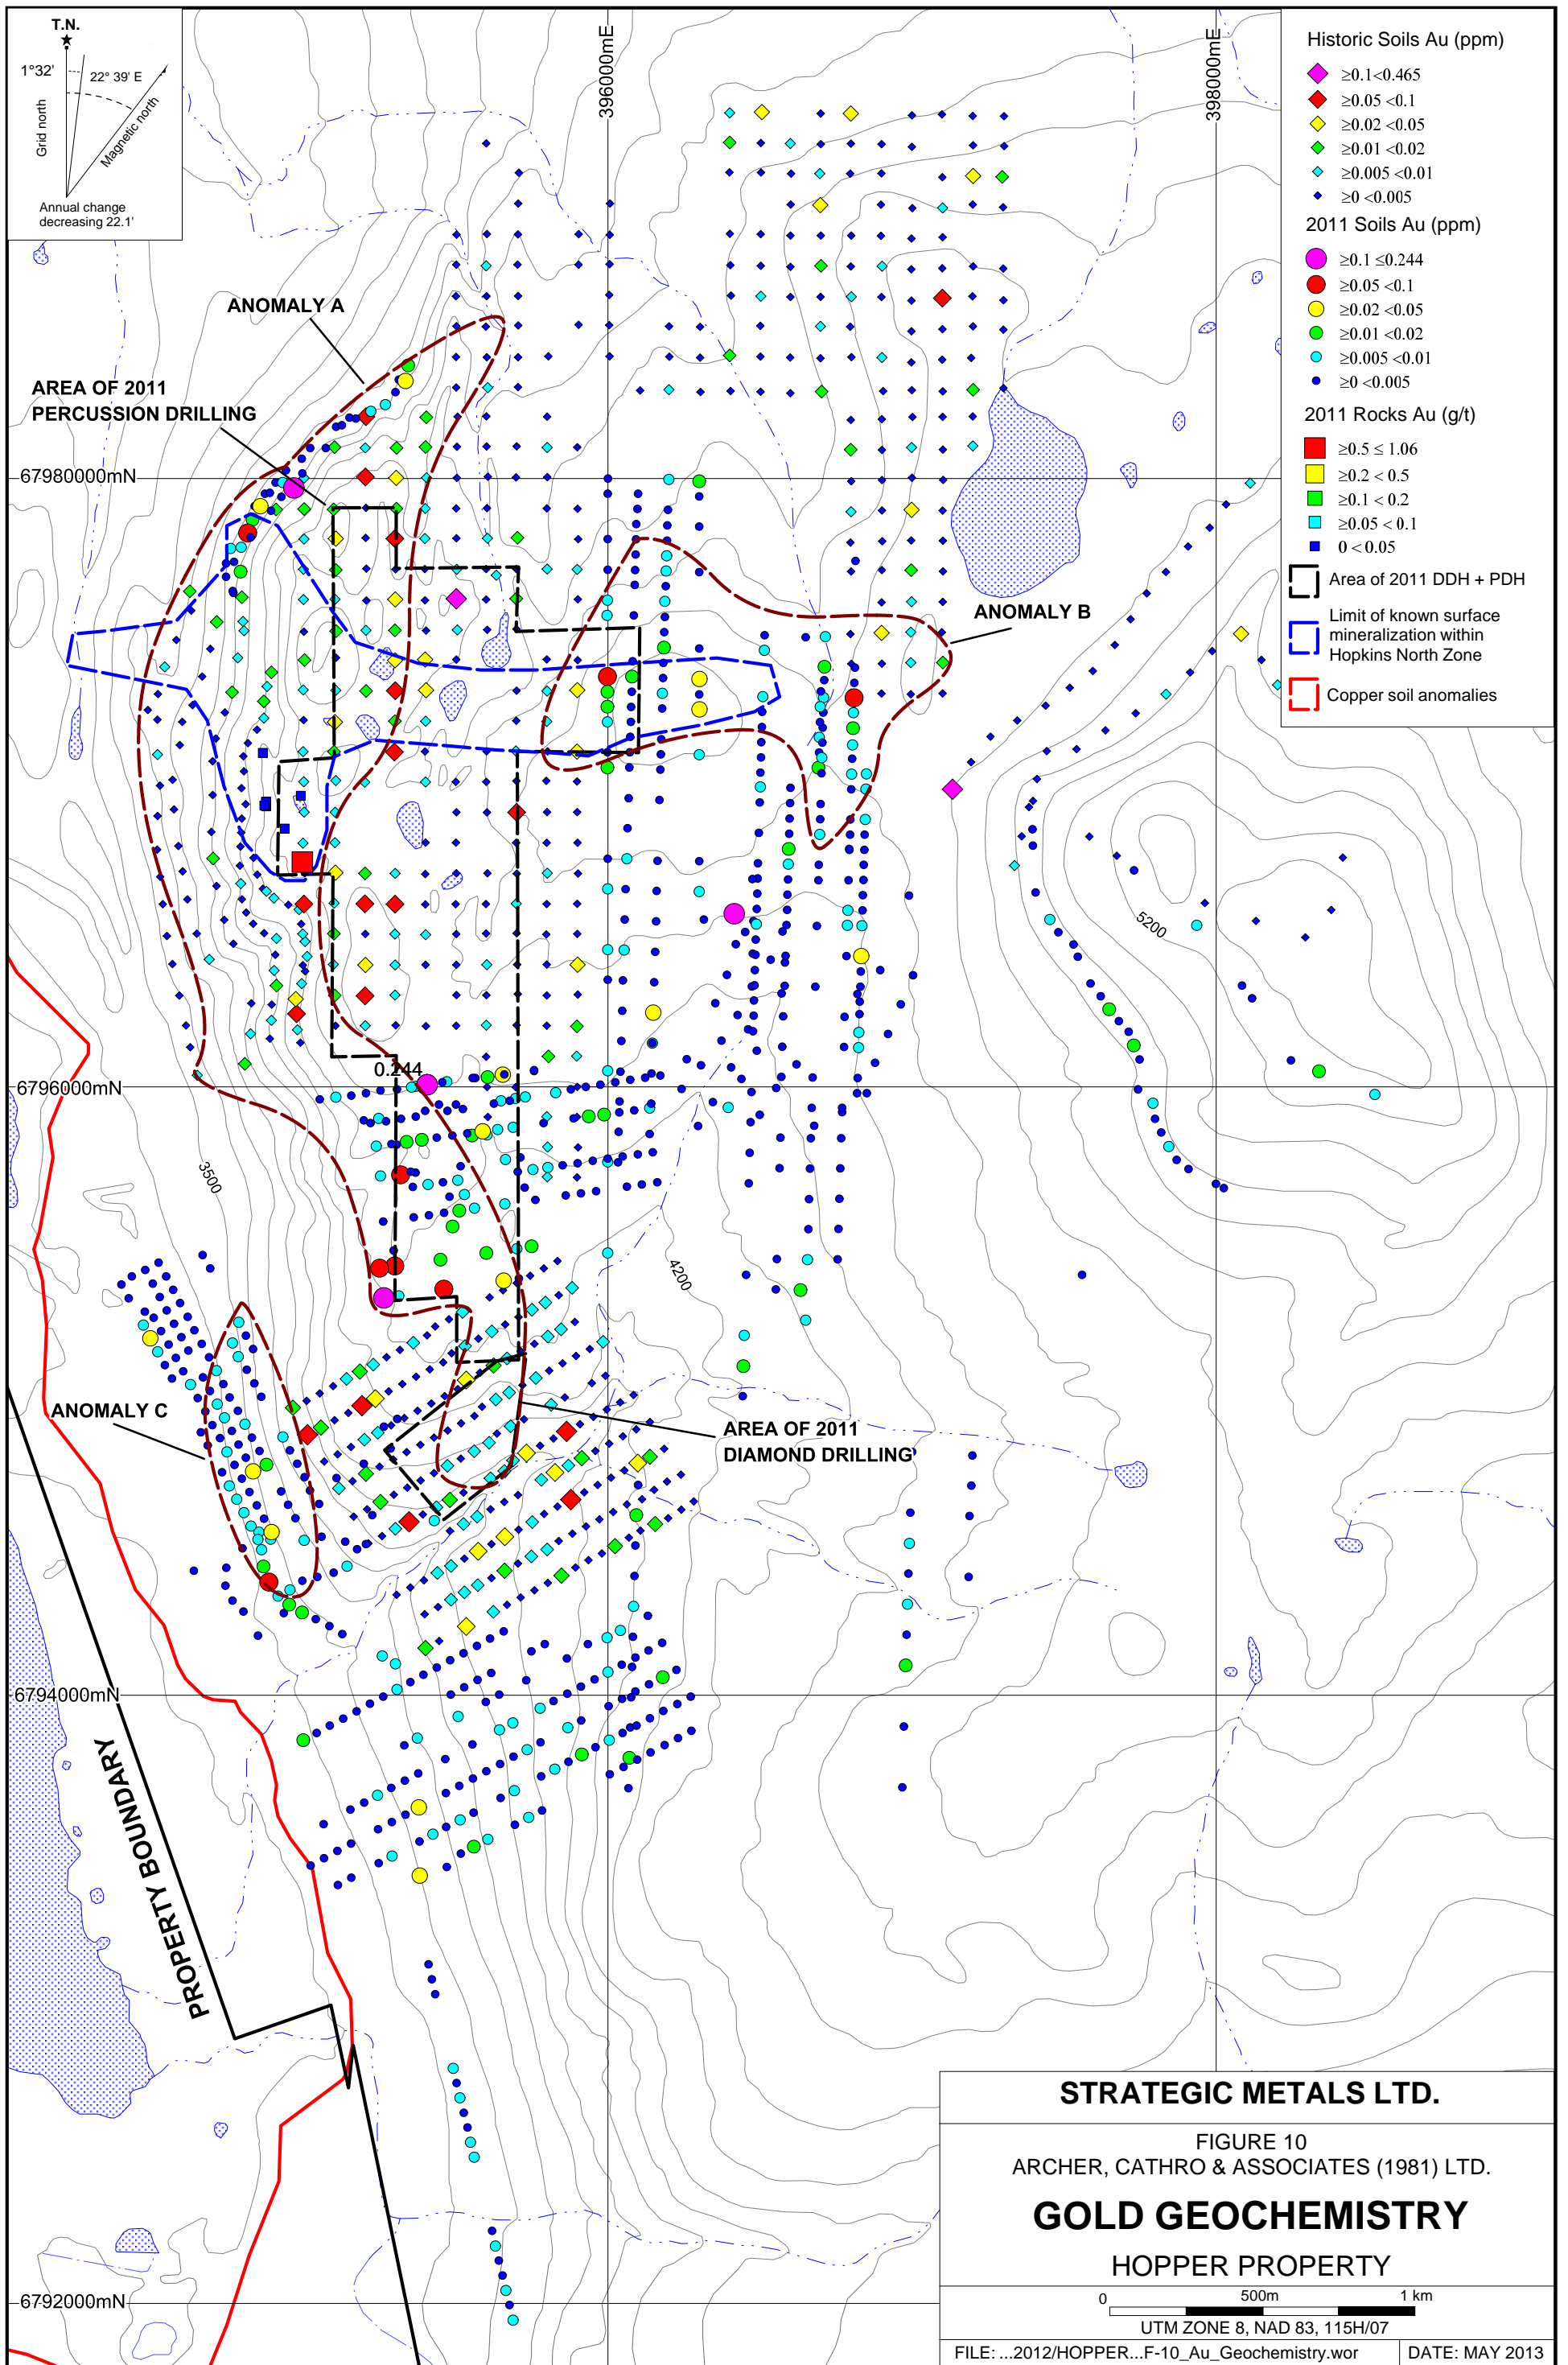 T.N.
1°32'
22° 39' E
Grid north
Magnetic north
Annual change
decreasing 22.1'
396000mE
398000mE
Historic Soils Au (ppm)
≥0.1<0.465
≥0.05 <0.1
≥0.02 <0.05
≥0.01 <0.02
≥0.005 <0.01
≥0 <0.005
2011 Soils Au (ppm)
≥0.1 ≤0.244
≥0.05 <0.1
≥0.02 <0.05
≥0.01 <0.02
≥0.005 <0.01
≥0 <0.005
2011 Rocks Au (g/t)
≥0.5 ≤ 1.06
≥0.2 < 0.5
≥0.1 < 0.2
≥0.05 < 0.1
0 < 0.05
Area of 2011 DDH + PDH
Limit of known surface
mineralization within
Hopkins North Zone
Copper soil anomalies
ANOMALY A
AREA OF 2011
PERCUSSION DRILLING
67980000mN
ANOMALY B
5200
0.244
6796000mN
3500
4200
ANOMALY C
AREA OF 2011
DIAMOND DRILLING
6794000mN
PROPERTY BOUNDARY
6792000mN
STRATEGIC METALS LTD.
FIGURE 10
ARCHER, CATHRO & ASSOCIATES (1981) LTD.
GOLD GEOCHEMISTRY
HOPPER PROPERTY
0 500m 1 km
UTM ZONE 8, NAD 83, 115H/07
FILE: ...2012/HOPPER...F-10_Au_Geochemistry.wor
DATE: MAY 2013